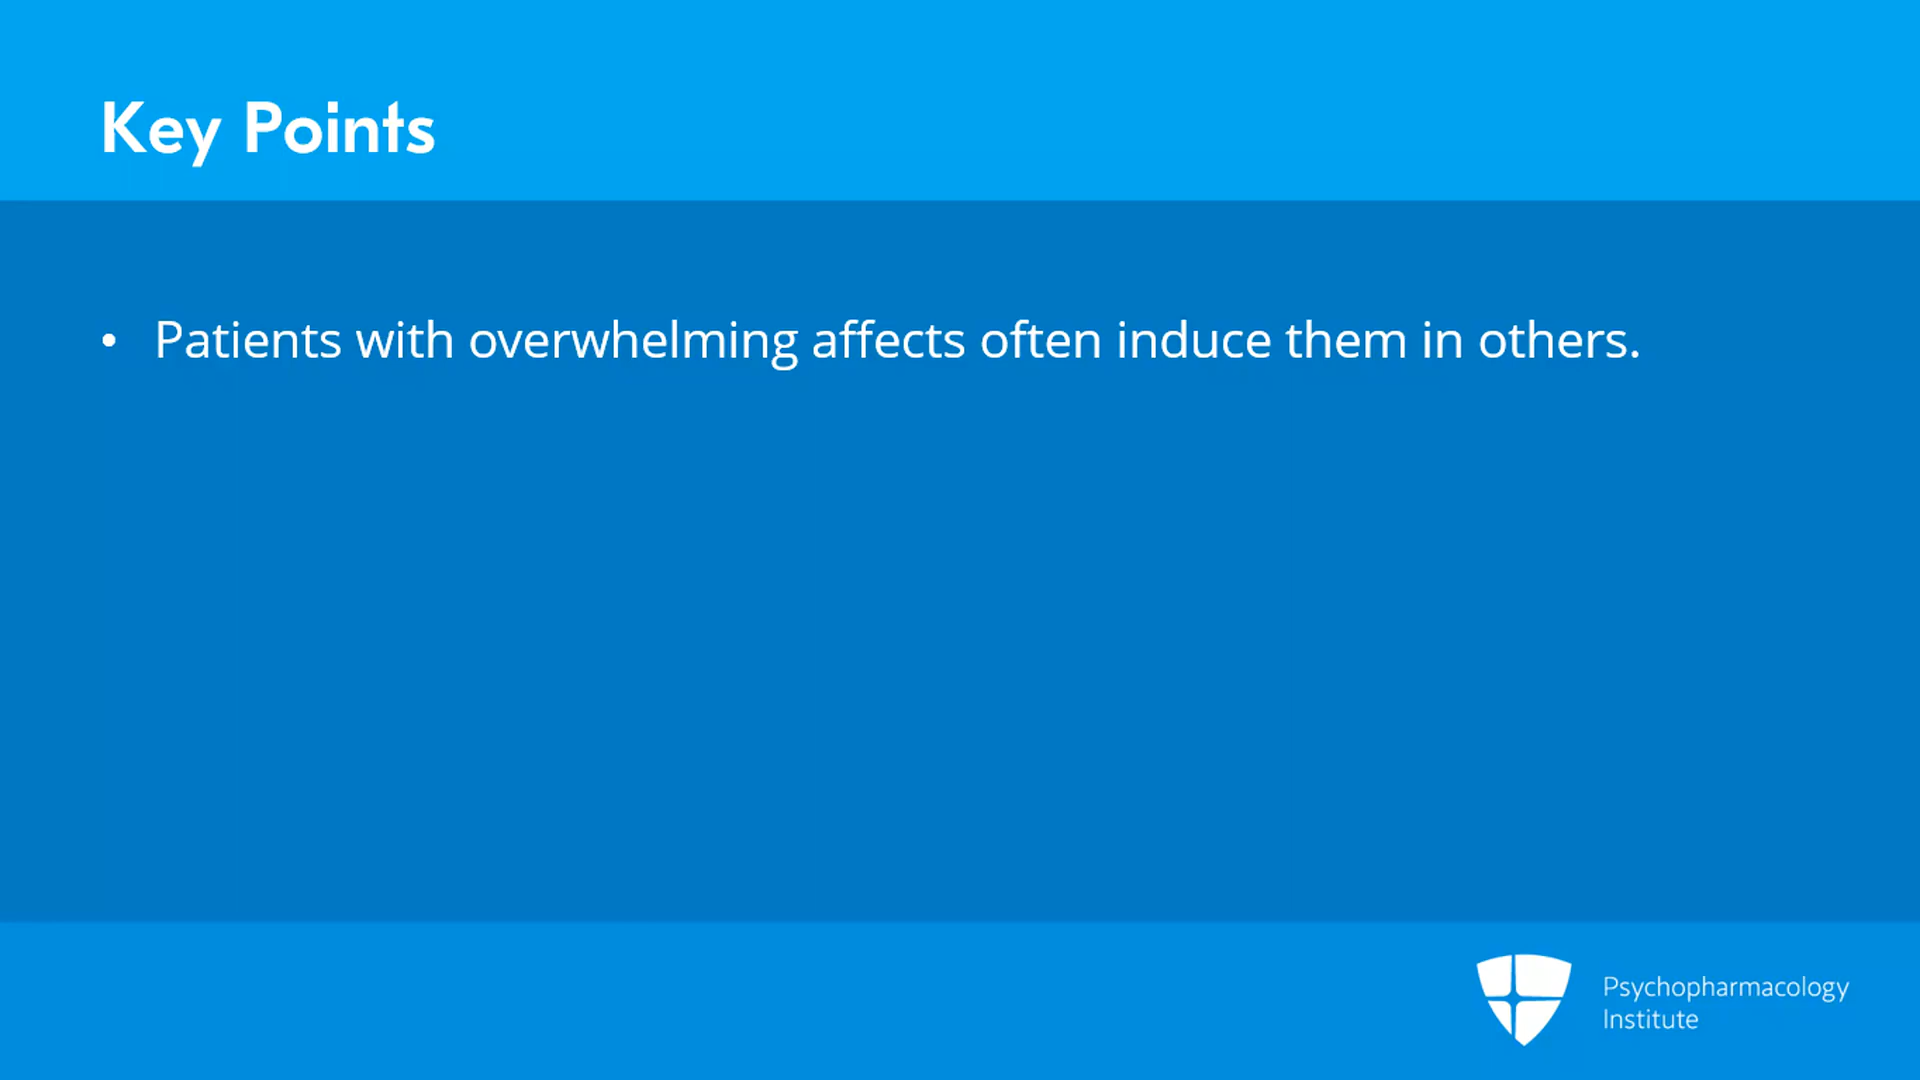 Key Points
• Patients with overwhelming affects often induce them in others.
Psychopharmacology
Institute